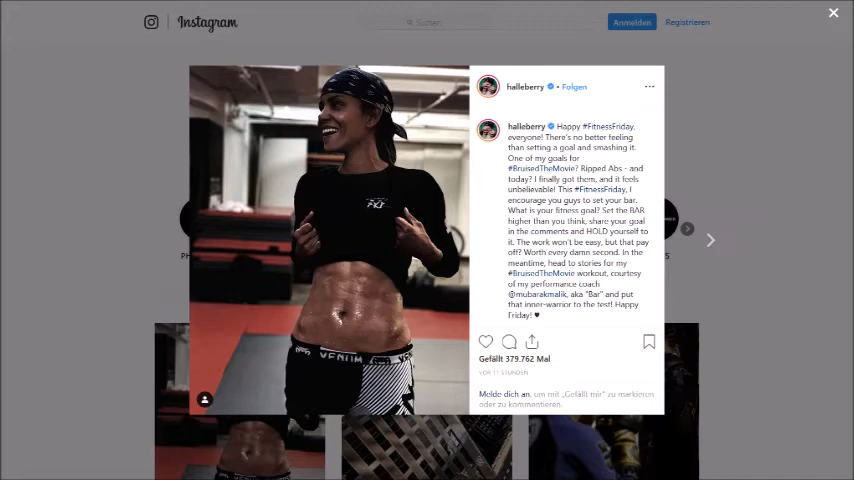 Instagram
Suchen
Anmelden
Registrieren
halleberry • Folgen
halleberry Happy #FitnessFriday,
everyone! There's no better feeling
than setting a goal and smashing it.
One of my goals for
#BruisedTheMovie? Ripped Abs - and
today? I finally got them, and it feels
unbelievable! This #FitnessFriday, I
encourage you guys to set your bar.
What is your fitness goal? Set the BAR
higher than you think, share your goal
in the comments and HOLD yourself to
it. The work won't be easy, but that pay
off? Worth every damn second. In the
meantime, head to stories for my
#BruisedTheMovie workout, courtesy
of my performance coach
@mubarakmalik, aka "Bar" and put
that inner-warrior to the test! Happy
Friday! ♥
VENUM
Gefällt 379.762 Mal
VOR 11 STUNDEN
Melde dich an, um mit „Gefällt mir" zu markieren
oder zu kommentieren.